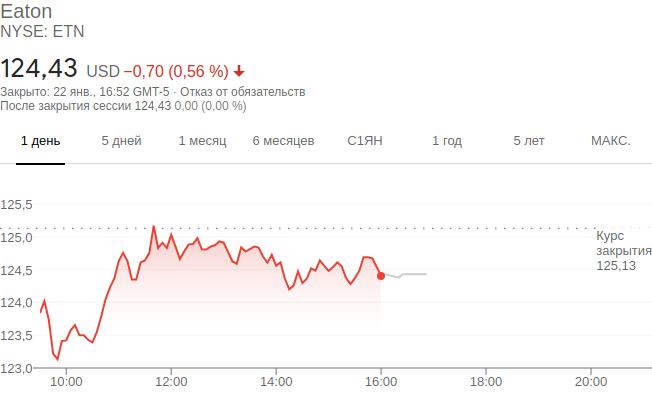 Eaton
NYSE: ETN
124,43 USD −0,70 (0,56 %)
Закрыто: 22 янв., 16:52 GMT-5 · Отказ от обязательств
После закрытия сессии 124,43 0,00 (0,00 %)
1 день 5 дней 1 месяц 6 месяцев С1ЯН 1 год 5 лет МАКС.
125,5
125,0
124,5
124,0
123,5
123,0
Курс
закрытия
125,13
10:00 12:00 14:00 16:00 18:00 20:00